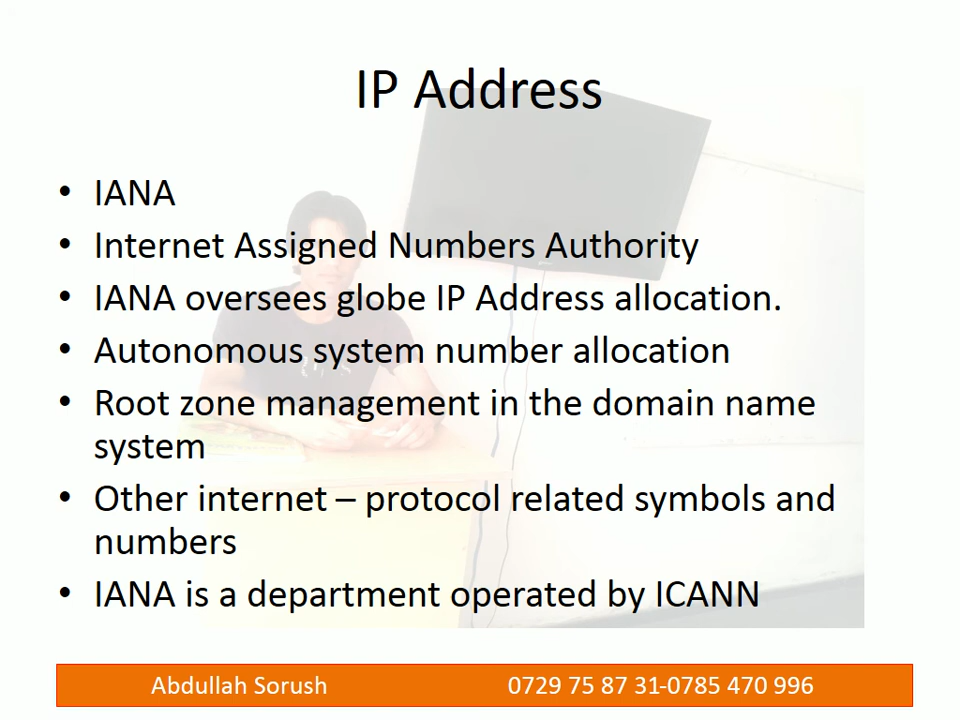 IP Address
• IANA
• Internet Assigned Numbers Authority
• IANA oversees globe IP Address allocation.
• Autonomous system number allocation
• Root zone management in the domain name
system
• Other internet – protocol related symbols and
numbers
• IANA is a department operated by ICANN
Abdullah Sorush 0729 75 87 31-0785 470 996